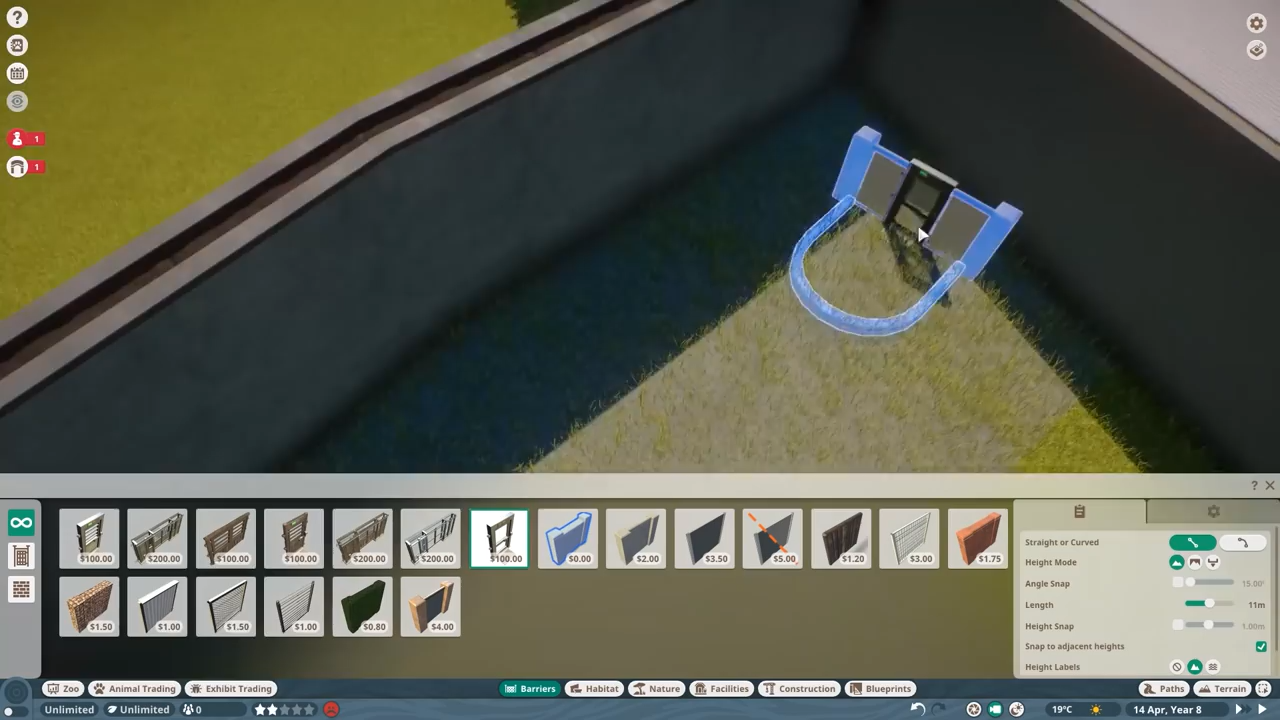 ?
1
1
? ×
$100.00 $200.00 $100.00 $100.00 $200.00 $200.00 $100.00 $0.00 $2.00 $3.50 $5.00 $1.20 $3.00 $1.75
$1.50 $1.00 $1.50 $1.00 $0.80 $4.00
Straight or Curved
Height Mode
Angle Snap 15.00°
Length 11m
Height Snap 1.00m
Snap to adjacent heights
Height Labels
Zoo Animal Trading Exhibit Trading Barriers Habitat Nature Facilities Construction Blueprints Paths Terrain
Unlimited Unlimited 0 19°C 14 Apr, Year 8